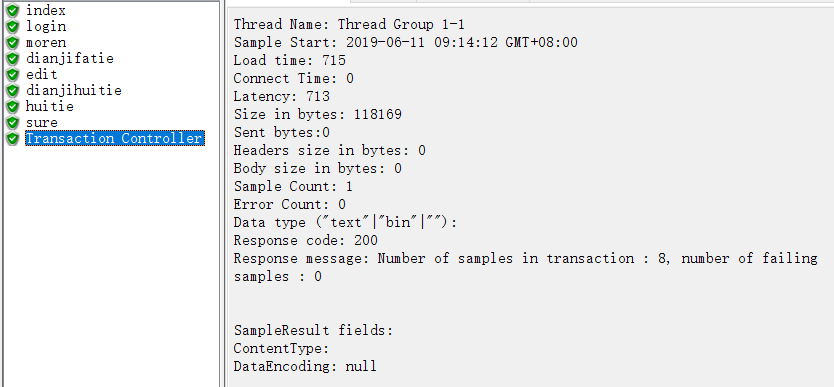 index
login
moren
dianjifatie
edit
dianjihuitie
huitie
sure
Transaction Controller
Thread Name: Thread Group 1-1
Sample Start: 2019-06-11 09:14:12 GMT+08:00
Load time: 715
Connect Time: 0
Latency: 713
Size in bytes: 118169
Sent bytes:0
Headers size in bytes: 0
Body size in bytes: 0
Sample Count: 1
Error Count: 0
Data type ("text"|"bin"|""):
Response code: 200
Response message: Number of samples in transaction : 8, number of failing
samples : 0
SampleResult fields:
ContentType:
DataEncoding: null